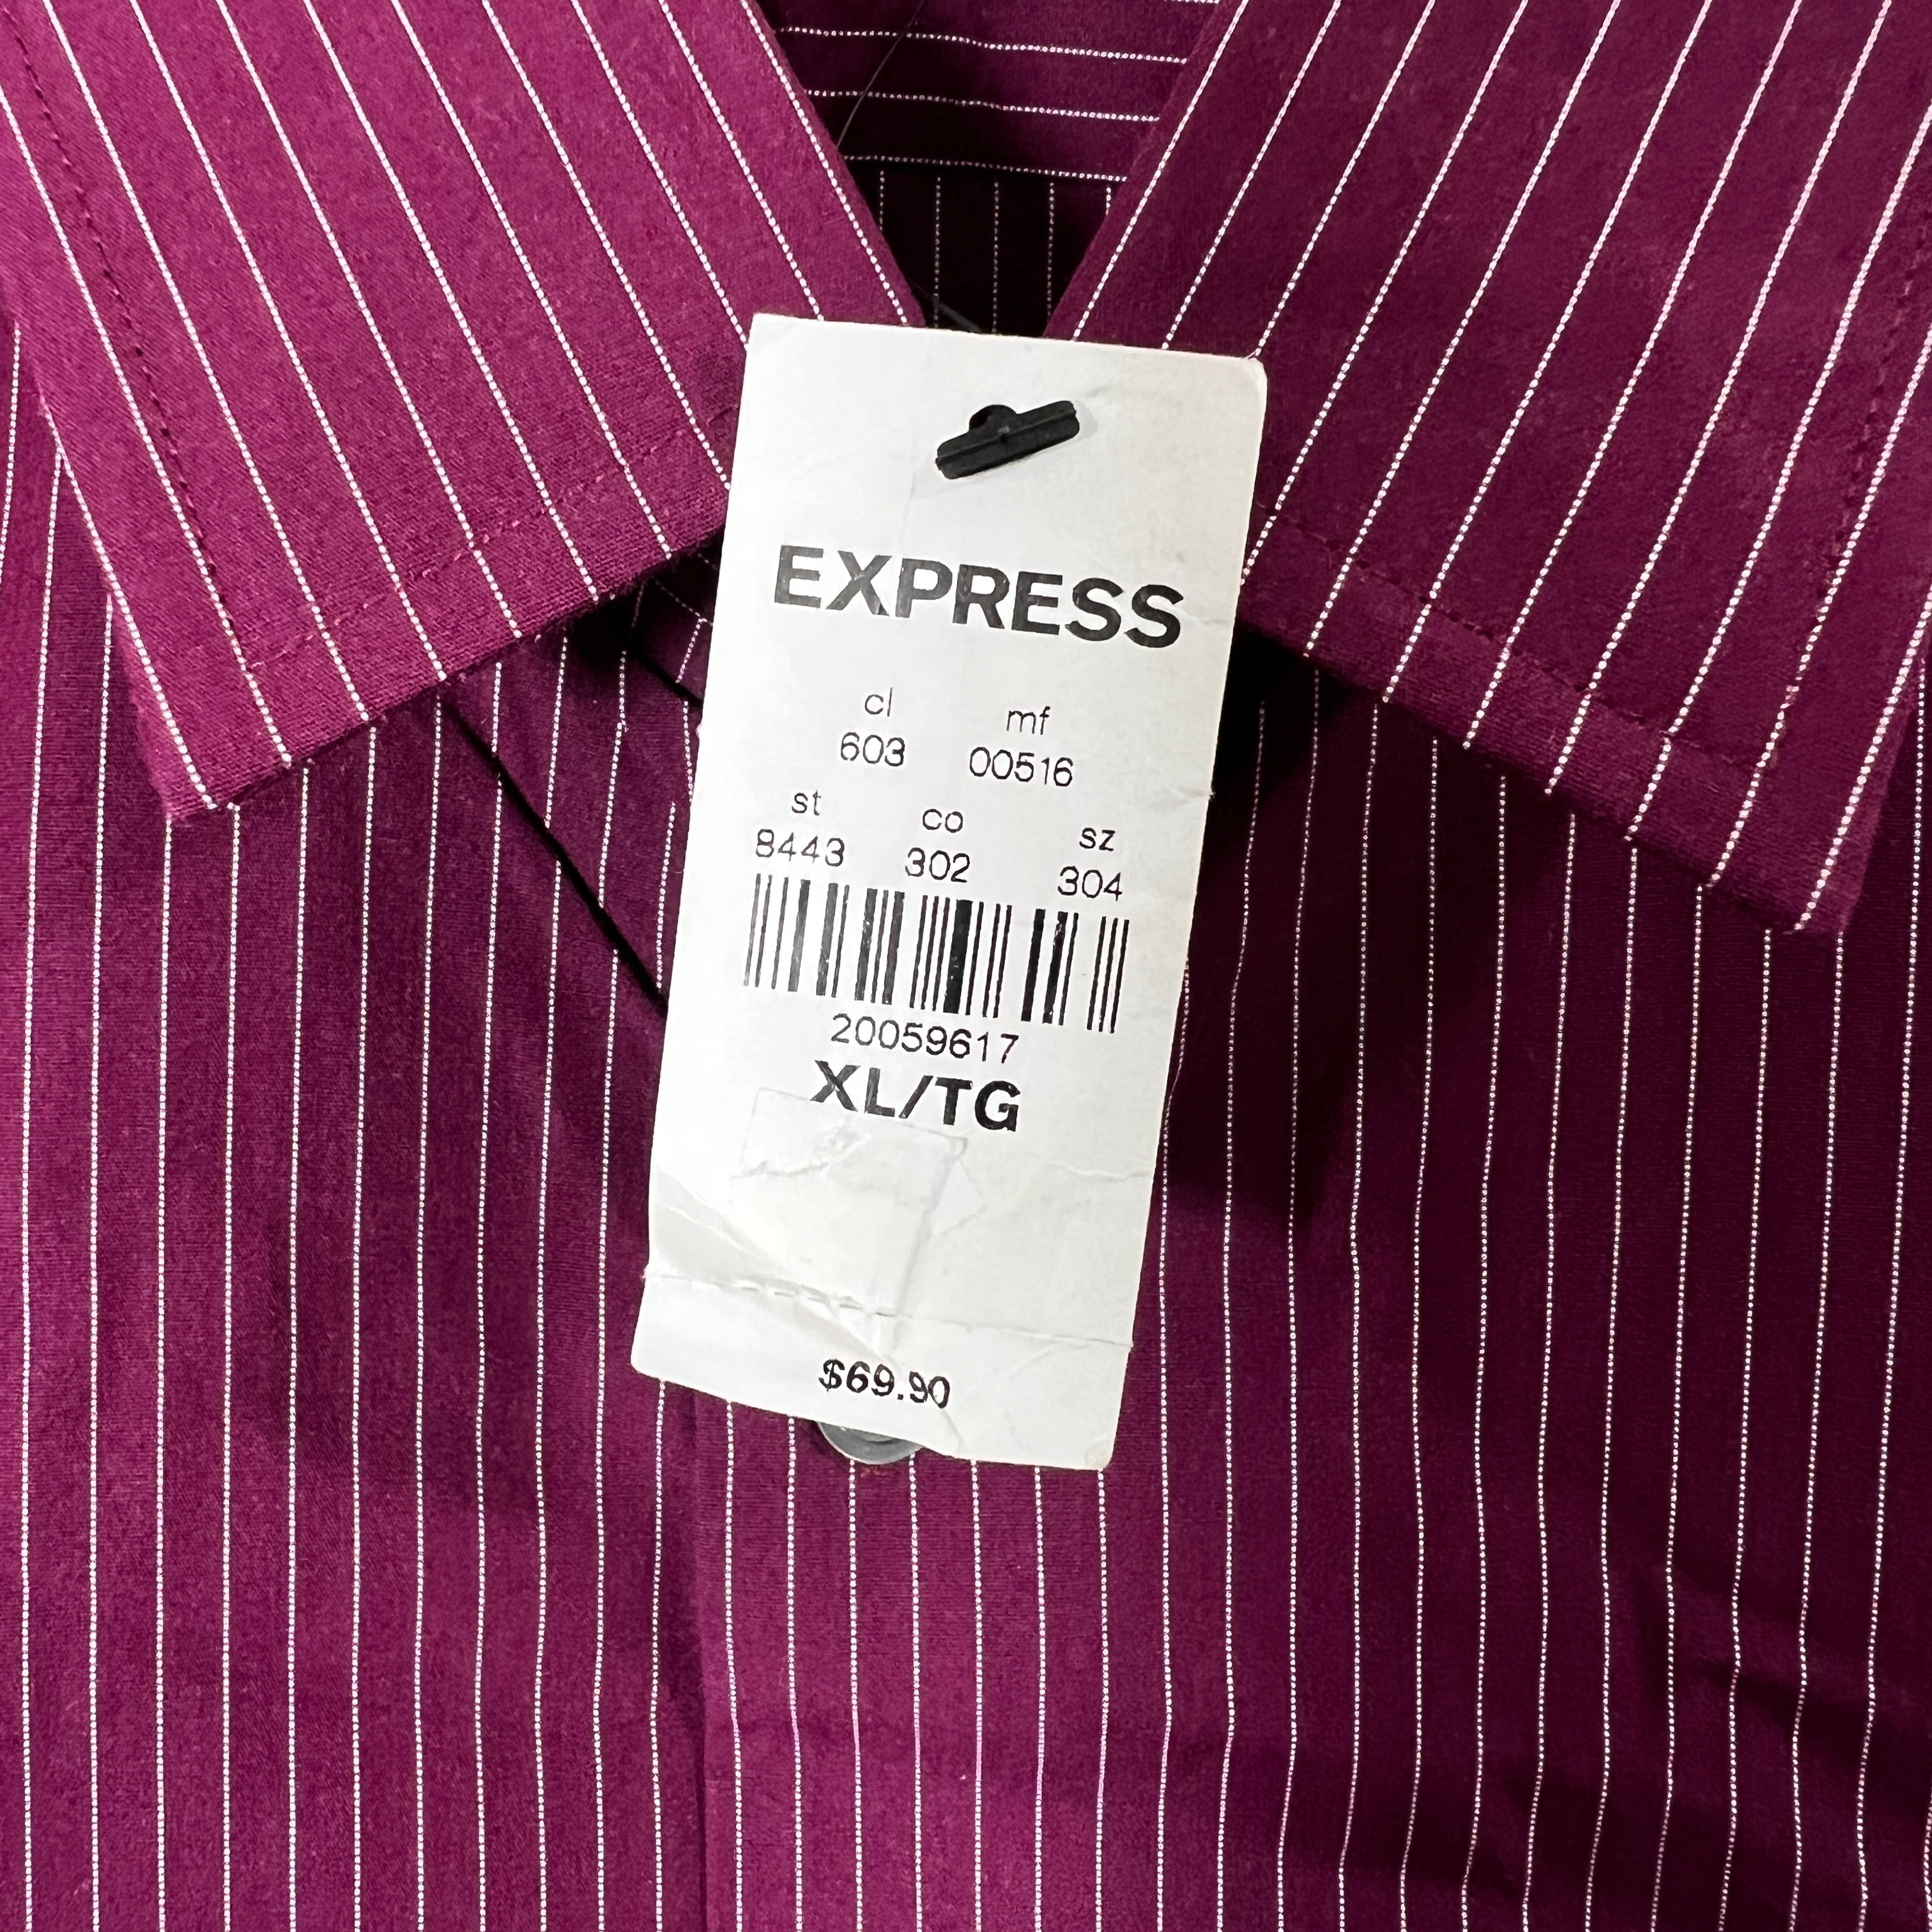 EXPRESS
cl mf
603 00516
st co sz
8443 302 304
20059617
XL/TG
$69.90